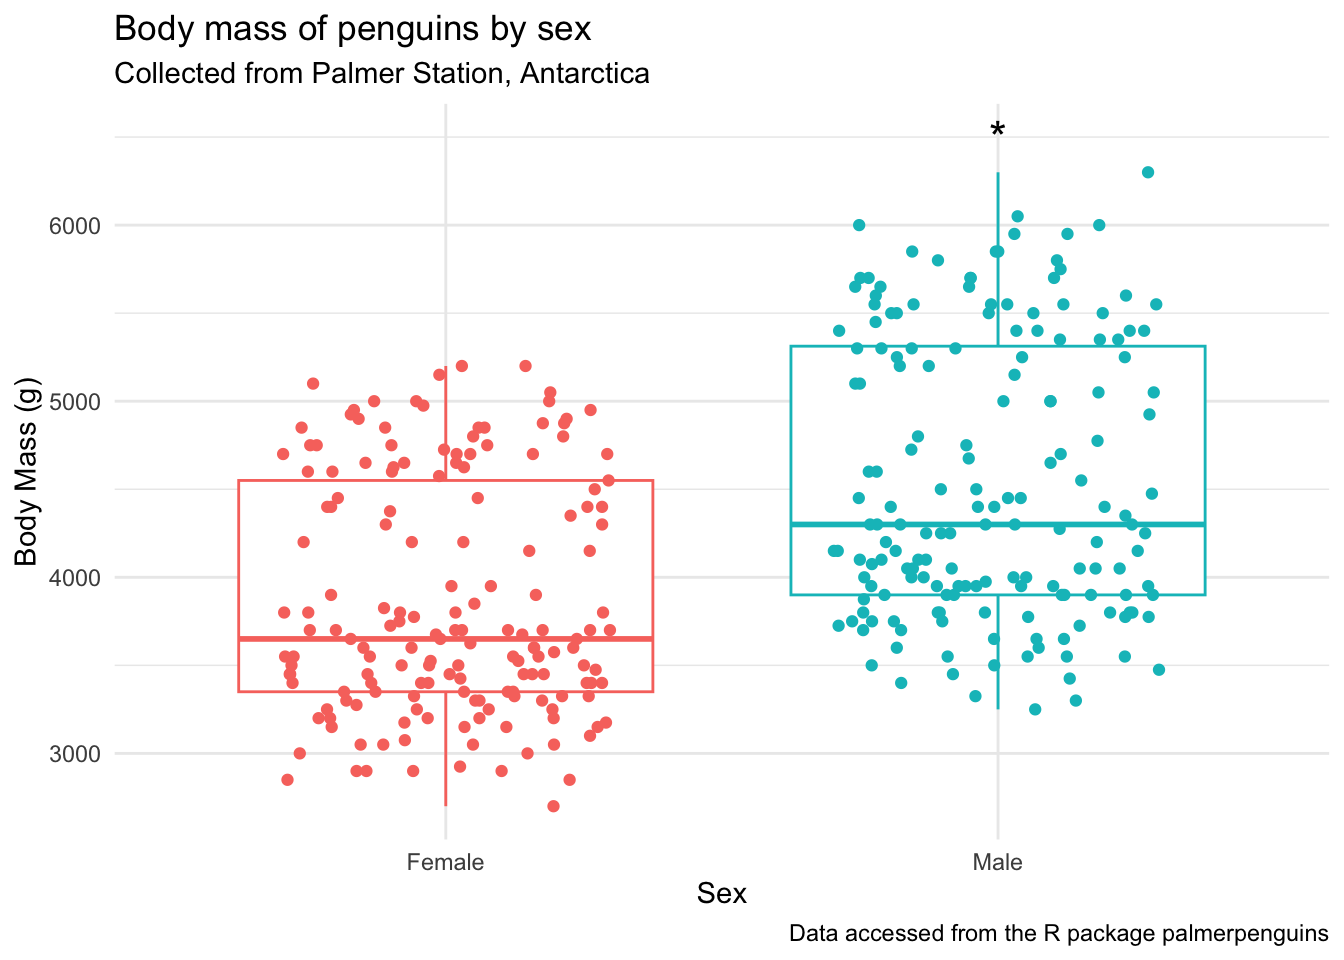 Body mass of penguins by sex
Collected from Palmer Station, Antarctica
*
6000
5000
4000
3000
Body Mass (g)
Female
Male
Sex
Data accessed from the R package palmerpenguins